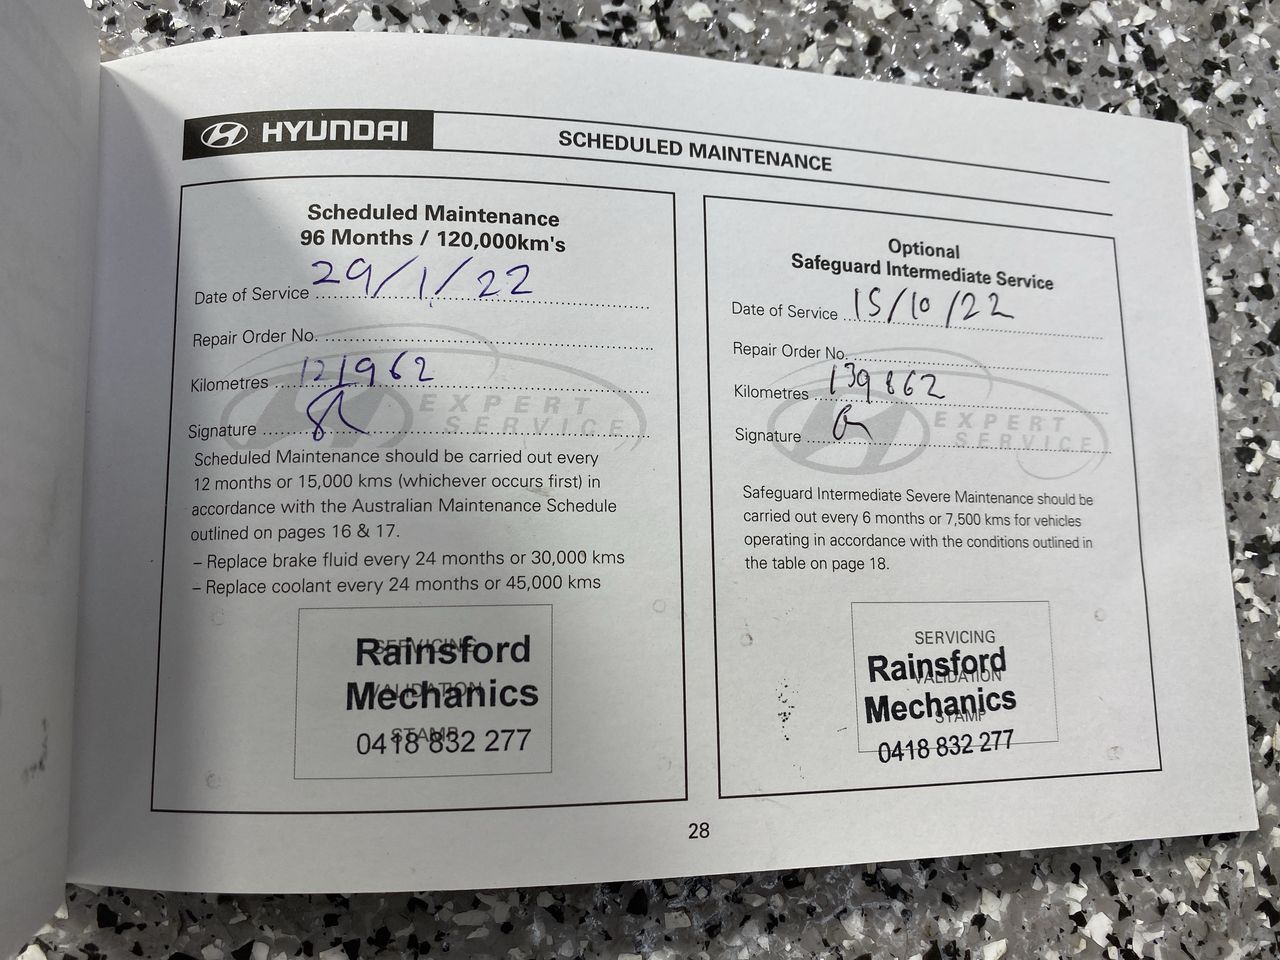 HYUNDAI
SCHEDULED MAINTENANCE
Scheduled Maintenance
96 Months / 120,000km's
Date of Service 29/1/22
Repair Order No.
Kilometres 121962
Signature
EXPERT
SERVICE
Scheduled Maintenance should be carried out every
12 months or 15,000 kms (whichever occurs first) in
accordance with the Australian Maintenance Schedule
outlined on pages 16 & 17.
– Replace brake fluid every 24 months or 30,000 kms
– Replace coolant every 24 months or 45,000 kms
SERVICING
Rainsford
VALIDATION
Mechanics
STAMP
0418 832 277
Optional
Safeguard Intermediate Service
Date of Service 15/10/22
Repair Order No.
Kilometres 139862
Signature
EXPERT
SERVICE
Safeguard Intermediate Severe Maintenance should be
carried out every 6 months or 7,500 kms for vehicles
operating in accordance with the conditions outlined in
the table on page 18.
SERVICING
Rainsford
VALIDATION
Mechanics
STAMP
0418 832 277
28